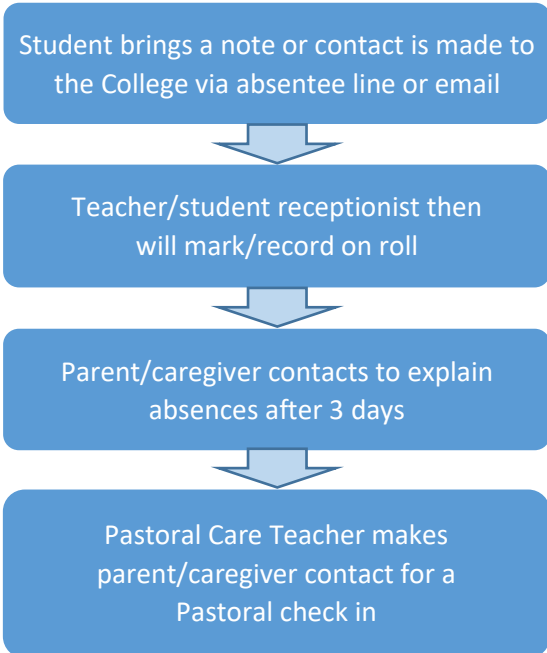 Student brings a note or contact is made to
the College via absentee line or email
Teacher/student receptionist then
will mark/record on roll
Parent/caregiver contacts to explain
absences after 3 days
Pastoral Care Teacher makes
parent/caregiver contact for a
Pastoral check in